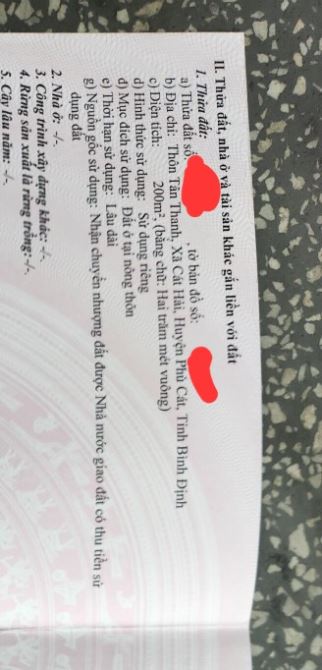 II. Thửa đất, nhà ở và tài sản khác gắn liền với đất
1. Thửa đất:
a) Thửa đất số: , tờ bản đồ số:
b) Địa chỉ: Thôn Tân Thanh, Xã Cát Hải, Huyện Phù Cát, Tỉnh Bình Định
c) Diện tích: 200m², (bằng chữ: Hai trăm mét vuông)
d) Hình thức sử dụng: Sử dụng riêng
đ) Mục đích sử dụng: Đất ở tại nông thôn
e) Thời hạn sử dụng: Lâu dài
g) Nguồn gốc sử dụng: Nhận chuyển nhượng đất được Nhà nước giao đất có thu tiền sử
dụng đất
2. Nhà ở: -/-.
3. Công trình xây dựng khác: -/-.
4. Rừng sản xuất là rừng trồng: -/-.
5. Cây lâu năm: -/-.